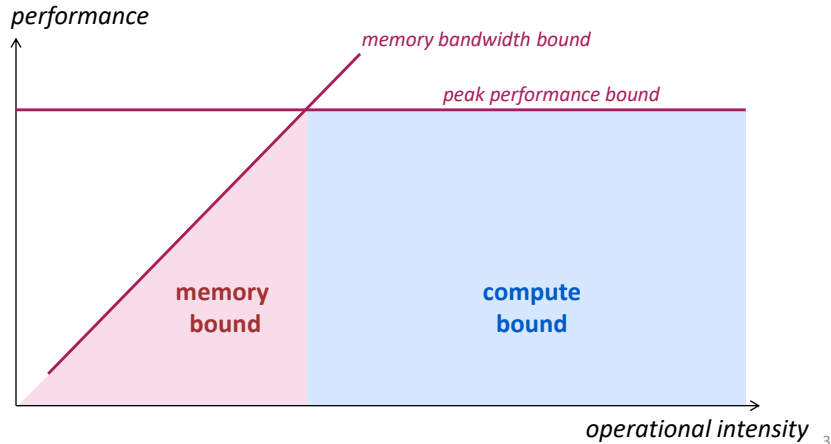 performance
memory bandwidth bound
peak performance bound
memory
bound
compute
bound
operational intensity
3